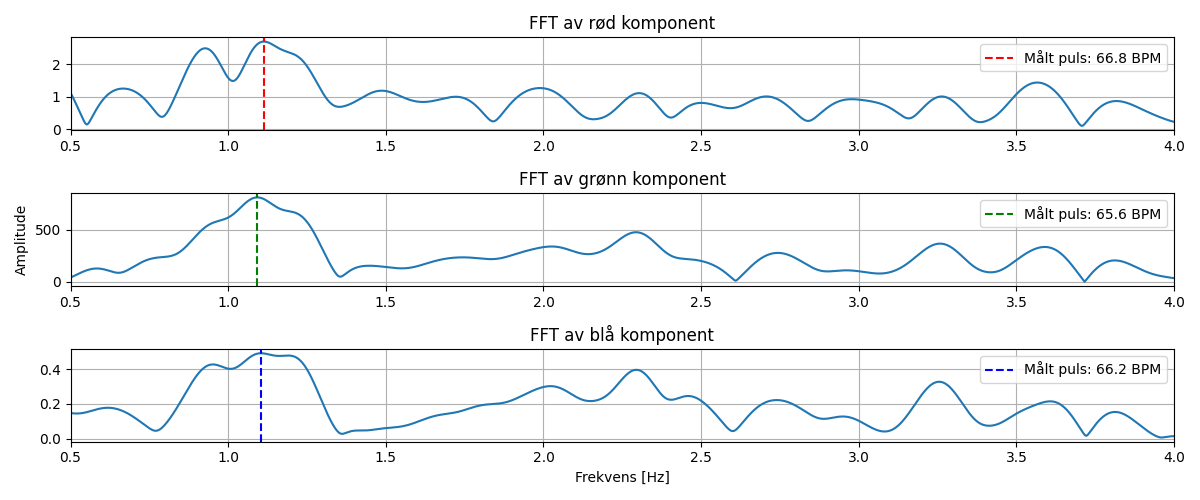 FFT av rød komponent
Målt puls: 66.8 BPM
2
1
0
0.5 1.0 1.5 2.0 2.5 3.0 3.5 4.0
FFT av grønn komponent
Målt puls: 65.6 BPM
Amplitude
500
0
0.5 1.0 1.5 2.0 2.5 3.0 3.5 4.0
FFT av blå komponent
Målt puls: 66.2 BPM
0.4
0.2
0.0
0.5 1.0 1.5 2.0 2.5 3.0 3.5 4.0
Frekvens [Hz]